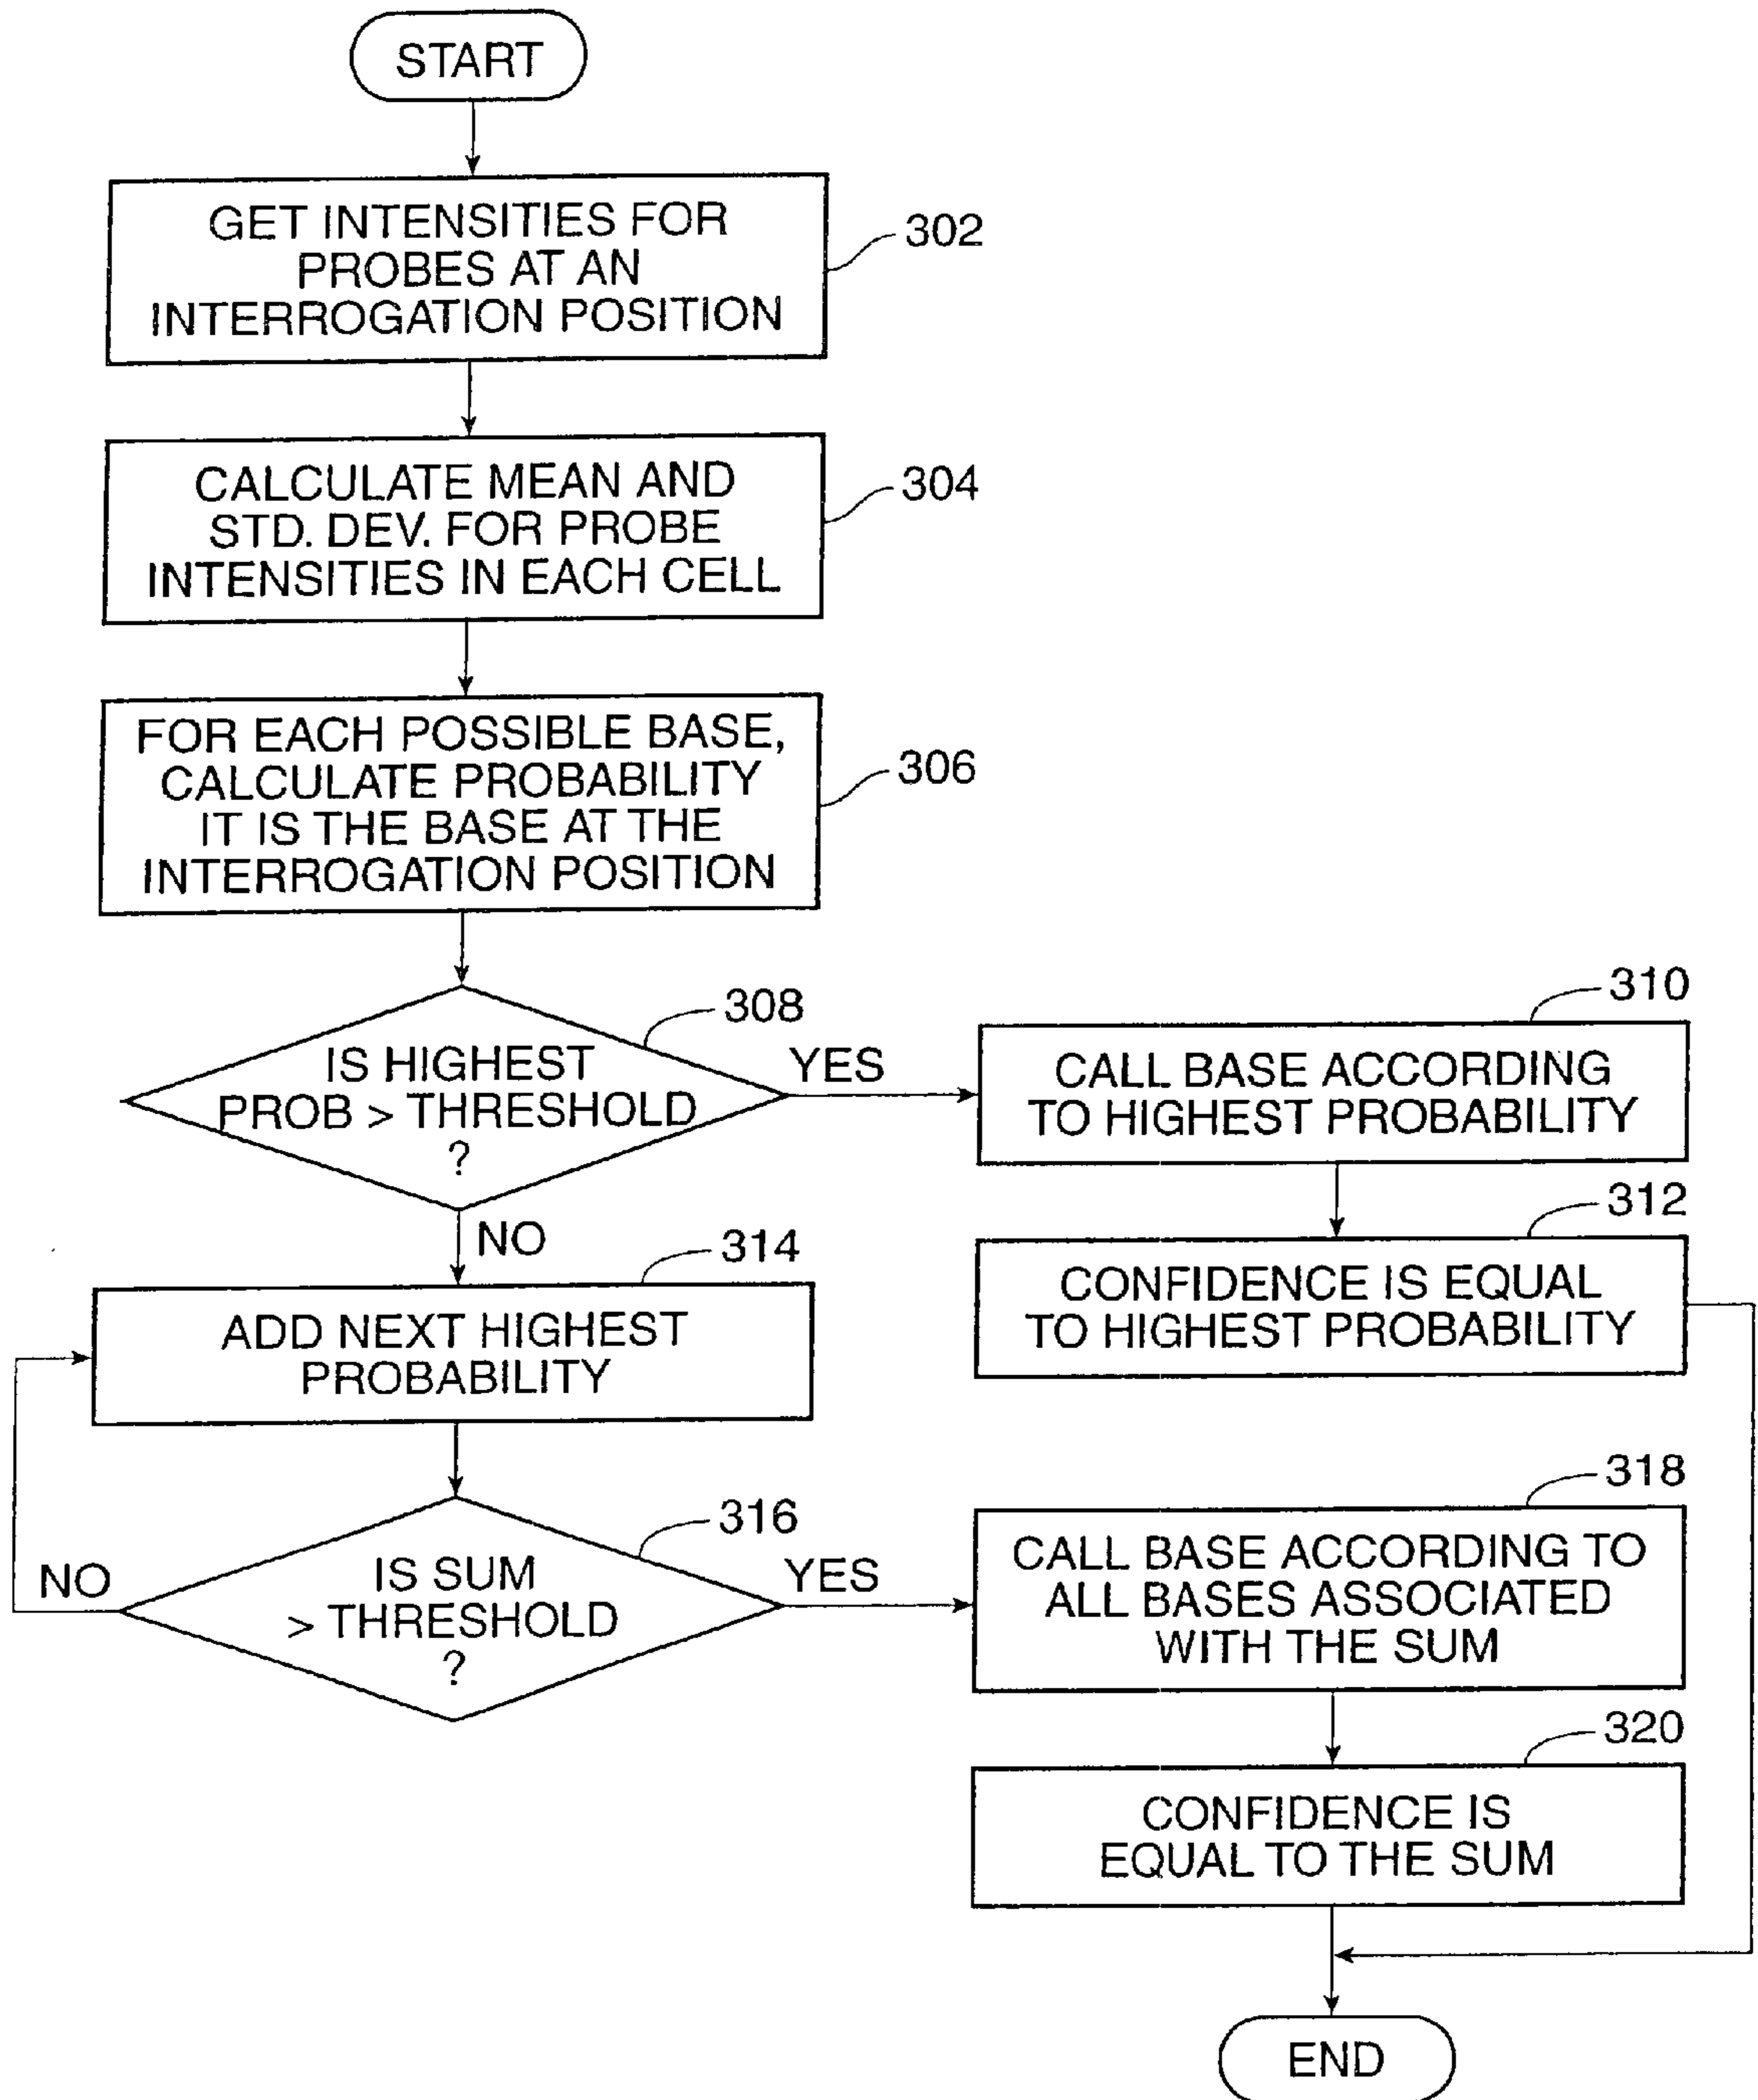 START
GET INTENSITIES FOR
PROBES AT AN
INTERROGATION POSITION
302
CALCULATE MEAN AND
STD. DEV. FOR PROBE
INTENSITIES IN EACH CELL
304
FOR EACH POSSIBLE BASE,
CALCULATE PROBABILITY
IT IS THE BASE AT THE
INTERROGATION POSITION
306
IS HIGHEST
PROB > THRESHOLD
?
308
YES
NO
CALL BASE ACCORDING
TO HIGHEST PROBABILITY
310
CONFIDENCE IS EQUAL
TO HIGHEST PROBABILITY
312
ADD NEXT HIGHEST
PROBABILITY
314
IS SUM
> THRESHOLD
?
316
NO
YES
CALL BASE ACCORDING TO
ALL BASES ASSOCIATED
WITH THE SUM
318
CONFIDENCE IS
EQUAL TO THE SUM
320
END